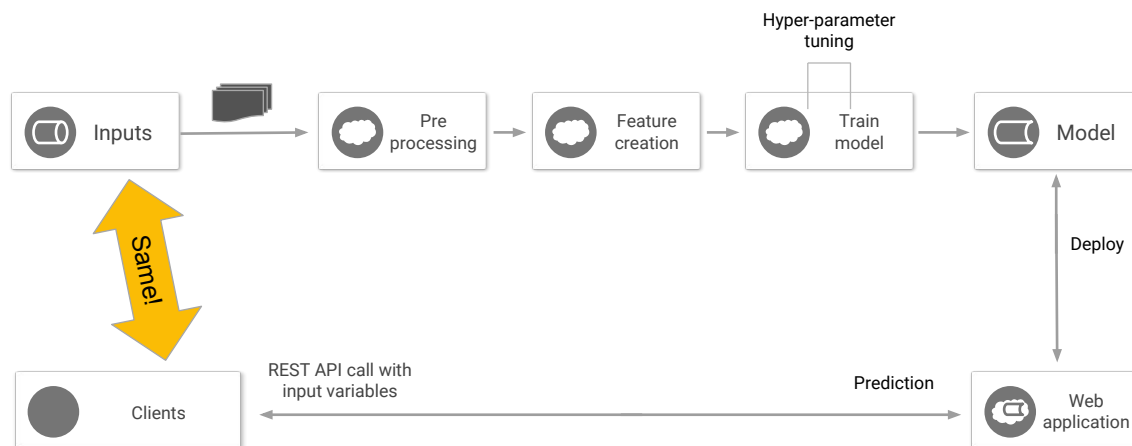 Hyper-parameter
tuning
Inputs
Pre
processing
Feature
creation
Train
model
Model
Same!
Deploy
REST API call with
input variables
Prediction
Clients
Web
application